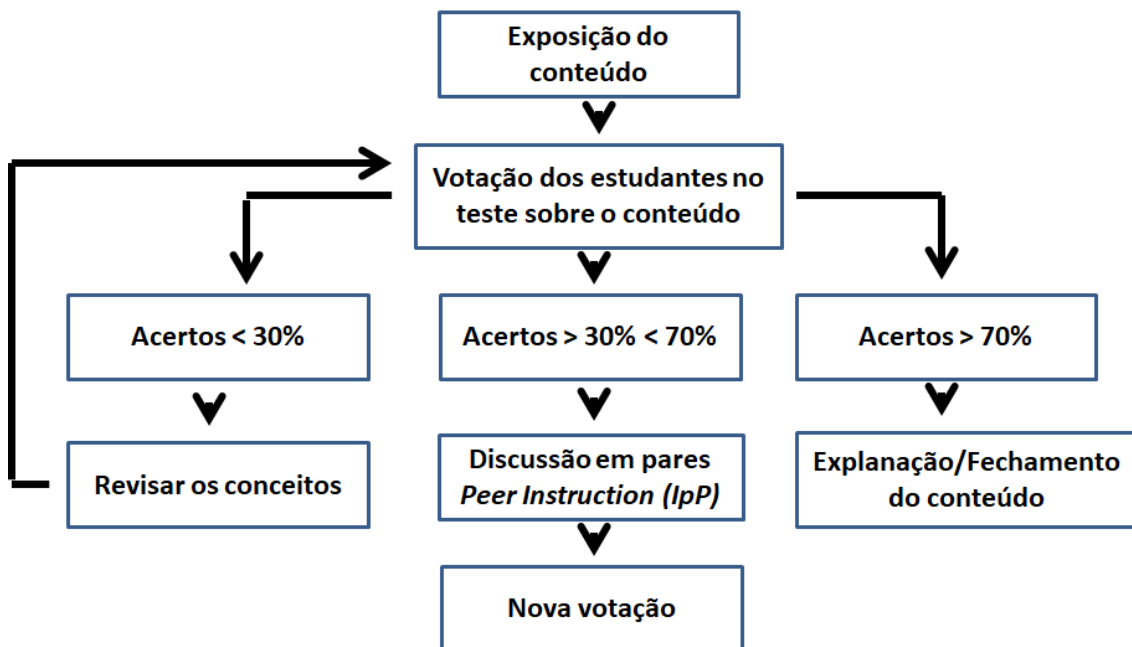 Exposição do
conteúdo
Votação dos estudantes no
teste sobre o conteúdo
Acertos < 30%
Acertos > 30% < 70%
Acertos > 70%
Revisar os conceitos
Discussão em pares
Peer Instruction (IpP)
Explanação/Fechamento
do conteúdo
Nova votação